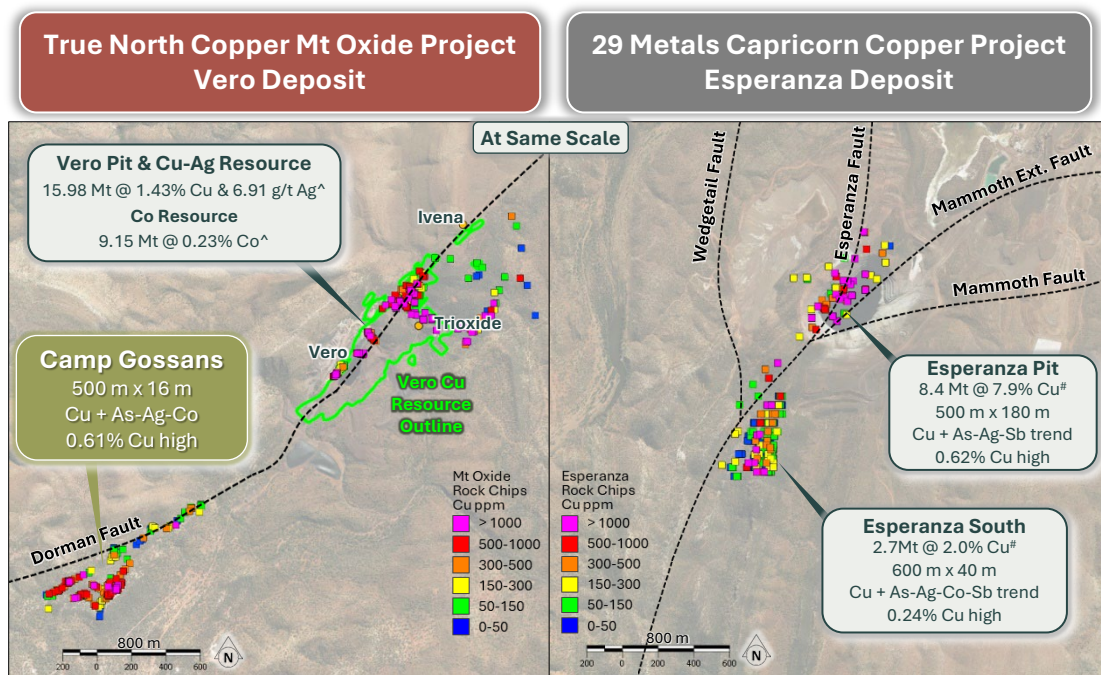 True North Copper Mt Oxide Project
Vero Deposit
29 Metals Capricorn Copper Project
Esperanza Deposit
At Same Scale
Vero Pit & Cu-Ag Resource
15.98 Mt @ 1.43% Cu & 6.91 g/t Ag^
Co Resource
9.15 Mt @ 0.23% Co^
Ivena
Trioxide
Vero
Vero Cu
Resource
Outline
Camp Gossans
500 m x 16 m
Cu + As-Ag-Co
0.61% Cu high
Dorman Fault
Mt Oxide
Rock Chips
Cu ppm
> 1000
500-1000
300-500
150-300
50-150
0-50
800 m
200 0 200 400 600
N
Wedgetail Fault
Esperanza Fault
Mammoth Ext. Fault
Mammoth Fault
Esperanza Pit
8.4 Mt @ 7.9% Cu#
500 m x 180 m
Cu + As-Ag-Sb trend
0.62% Cu high
Esperanza South
2.7Mt @ 2.0% Cu#
600 m x 40 m
Cu + As-Ag-Co-Sb trend
0.24% Cu high
Esperanza
Rock Chips
Cu ppm
> 1000
500-1000
300-500
150-300
50-150
0-50
800 m
200 0 200 400 600
N